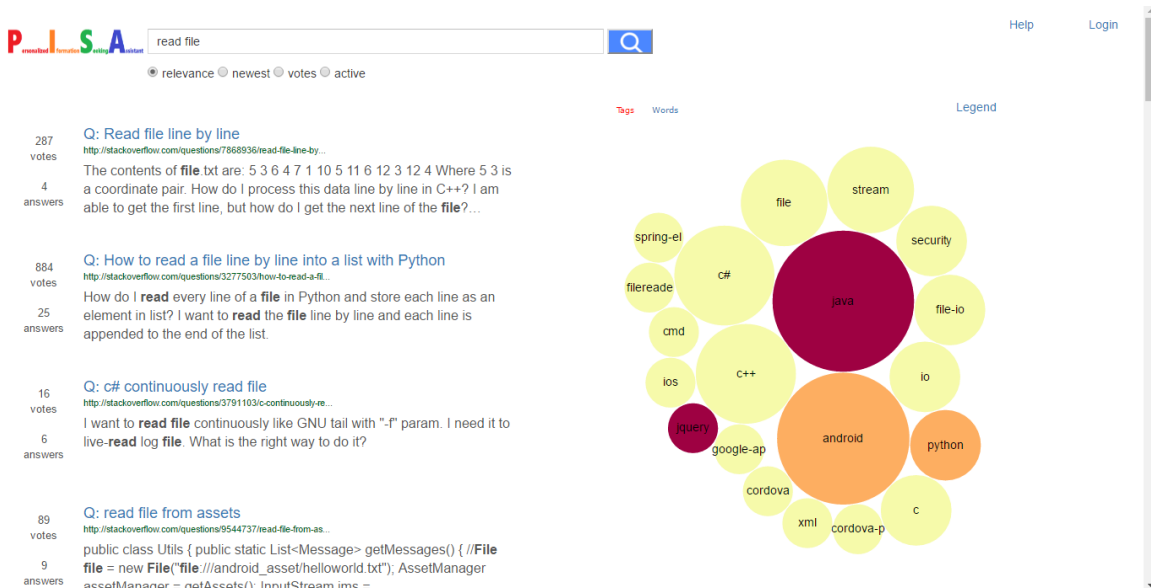 Help Login
P ersonalized I nformation S eeking A ssistant
read file
relevance newest votes active
Tags Words
Legend
287
votes
4
answers
Q: Read file line by line
http://stackoverflow.com/questions/7868936/read-file-line-by...
The contents of file.txt are: 5 3 6 4 7 1 10 5 11 6 12 3 12 4 Where 5 3 is
a coordinate pair. How do I process this data line by line in C++? I am
able to get the first line, but how do I get the next line of the file?...
884
votes
25
answers
Q: How to read a file line by line into a list with Python
http://stackoverflow.com/questions/3277503/how-to-read-a-fil...
How do I read every line of a file in Python and store each line as an
element in list? I want to read the file line by line and each line is
appended to the end of the list.
16
votes
6
answers
Q: c# continuously read file
http://stackoverflow.com/questions/3791103/c-continuously-re...
I want to read file continuously like GNU tail with "-f" param. I need it to
live-read log file. What is the right way to do it?
89
votes
9
answers
Q: read file from assets
http://stackoverflow.com/questions/9544737/read-file-from-as...
public class Utils { public static List<Message> getMessages() { //File
file = new File("file:///android_asset/helloworld.txt"); AssetManager
assetManager = getAssets(); InputStream ims =
stream
file
security
spring-el
c#
filereade
java
file-io
cmd
c++
io
ios
jquery
android
python
google-ap
cordova
c
xml
cordova-p